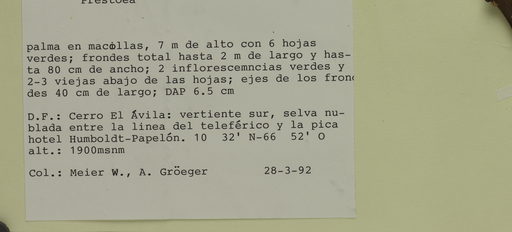 Prestoea
palma en macollas, 7 m de alto con 6 hojas
verdes; frondes total hasta 2 m de largo y has-
ta 80 cm de ancho; 2 inflorescemncias verdes y
2-3 viejas abajo de las hojas; ejes de los fron
des 40 cm de largo; DAP 6.5 cm
D.F.: Cerro El Ávila: vertiente sur, selva nu-
blada entre la linea del teleférico y la pica
hotel Humboldt-Papelón. 10 32' N-66 52' O
alt.: 1900msnm
Col.: Meier W., A. Gröeger 28-3-92